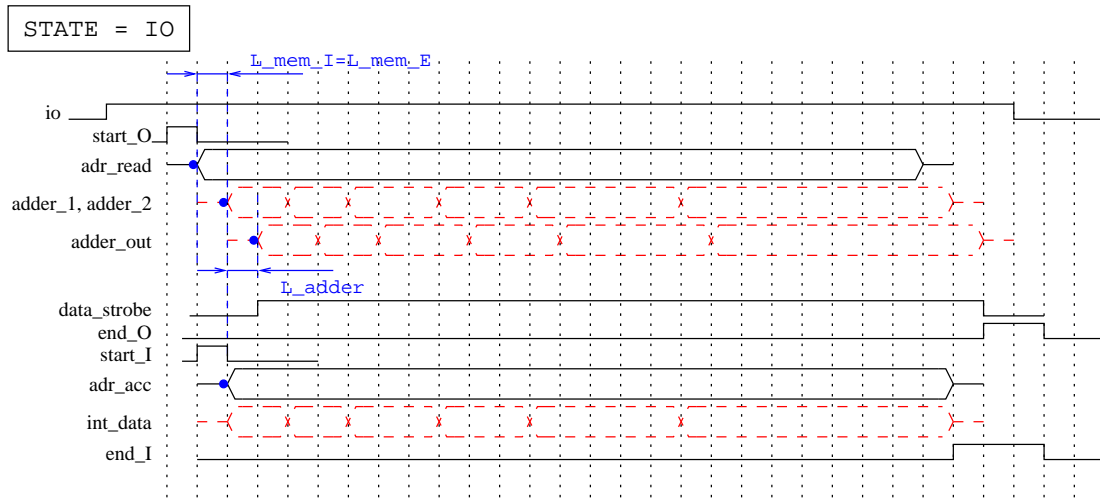 STATE = IO
L_mem_I=L_mem_E
io
start_O
adr_read
adder_1, adder_2
adder_out
L_adder
data_strobe
end_O
start_I
adr_acc
int_data
end_I